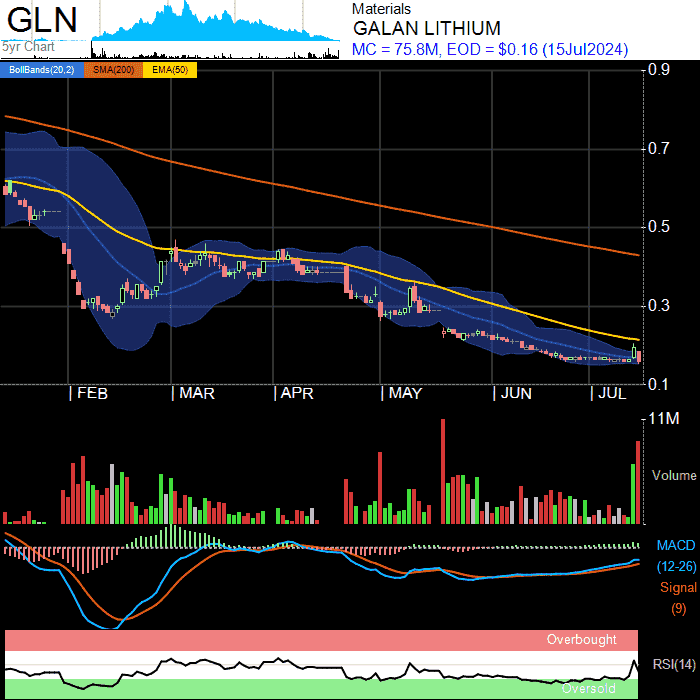 GLN
5yr Chart
Materials
GALAN LITHIUM
MC = 75.8M, EOD = $0.16 (15Jul2024)
BollBands(20,2) SMA(200) EMA(50)
0.9
0.7
0.5
0.3
0.1
FEB MAR APR MAY JUN JUL
11M
Volume
MACD
(12-26)
Signal
(9)
Overbought
RSI(14)
Oversold